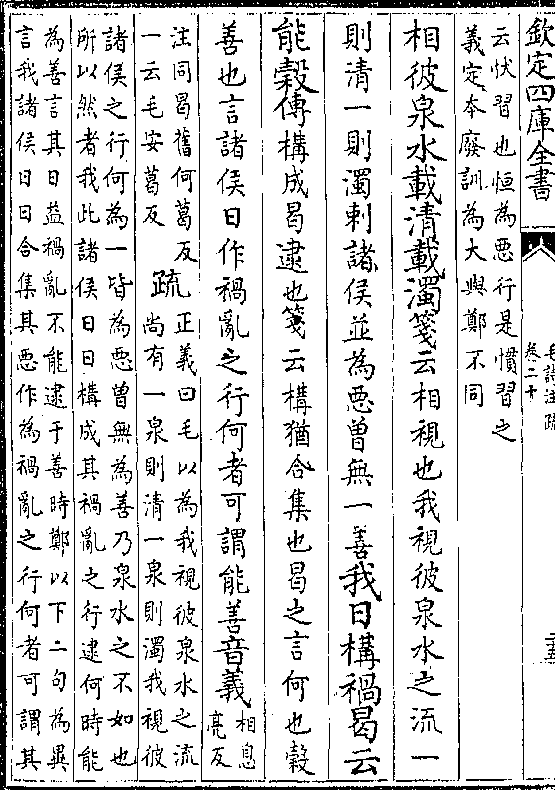 欽定四庫全書
毛詩注疏
卷二十
二十五
云忕習也恒為惡行是慣習之
義定本廢訓為大與鄭不同
相彼泉水載清載濁箋云相視也我視彼泉水之流一
則清一則濁刺諸侯並為惡曾無一善我日構禍曷云
能穀傳構成曷逮也箋云構猶合集也曷之言何也穀
善也言諸侯日作禍亂之行何者可謂能善音義
相息
亮反
注同曷舊何葛反
一云毛安葛反
疏
正義曰毛以為我視彼泉水之流
尚有一泉則清一泉則濁我視彼
諸侯之行何為一皆為惡曾無為善乃泉水之不如也
所以然者我此諸侯日日構成其禍亂之行逮何時能
為善言其日益禍亂不能逮于善時鄭以下二句為異
言我諸侯日日合集其惡作為禍亂之行何者可謂其